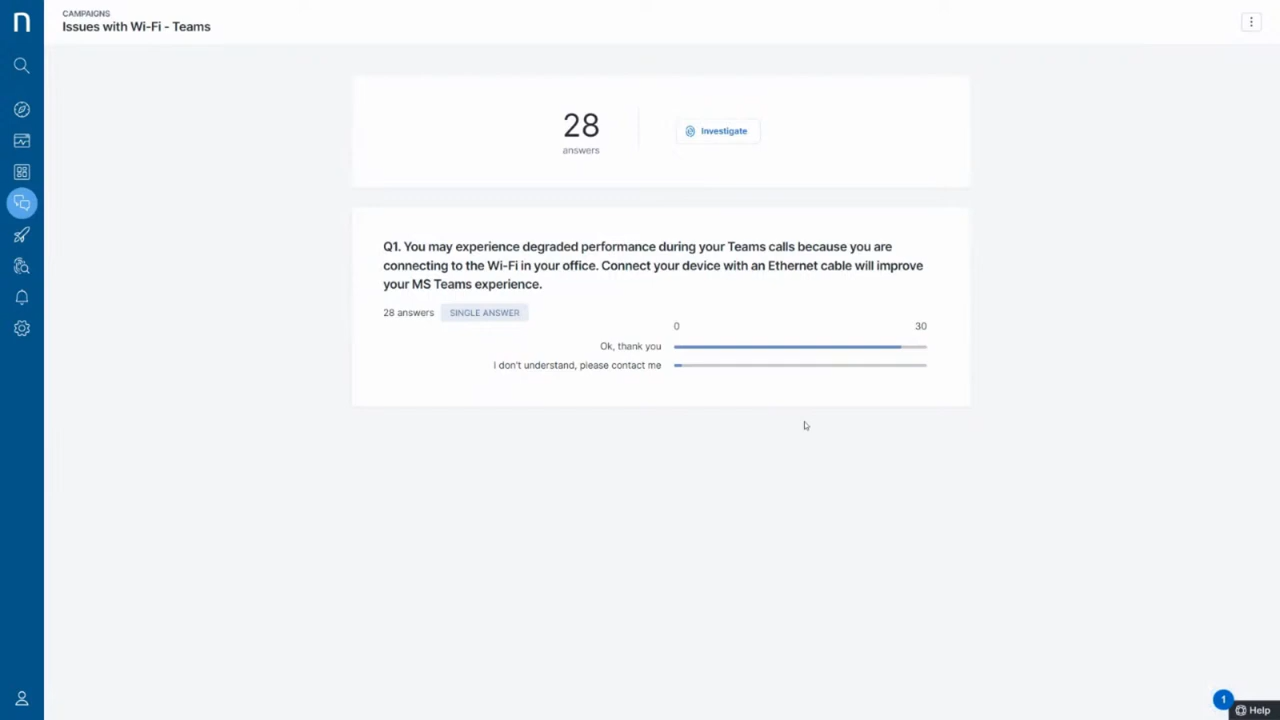 CAMPAIGNS
Issues with Wi-Fi - Teams
28
answers
Investigate
Q1. You may experience degraded performance during your Teams calls because you are
connecting to the Wi-Fi in your office. Connect your device with an Ethernet cable will improve
your MS Teams experience.
28 answers SINGLE ANSWER
0 30
Ok, thank you
I don't understand, please contact me
1
Help